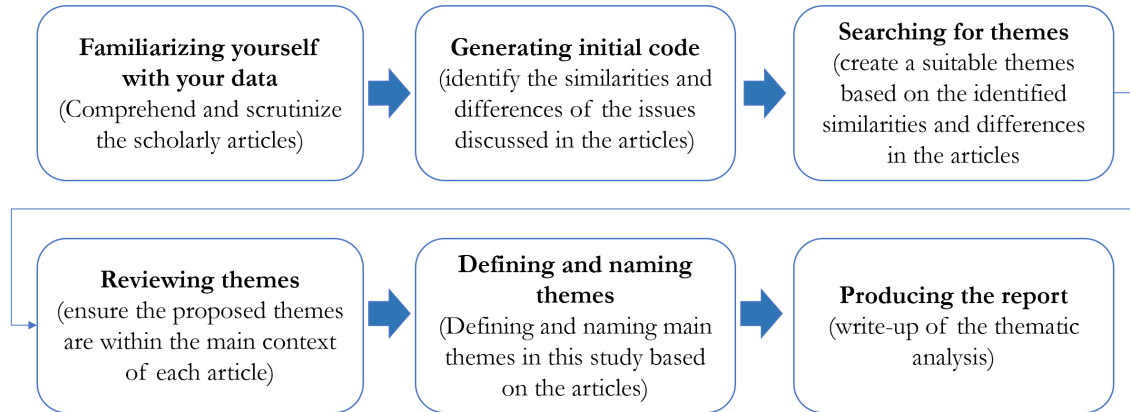 Familiarizing yourself
with your data
(Comprehend and scrutinize
the scholarly articles)
Generating initial code
(identify the similarities and
differences of the issues
discussed in the articles)
Searching for themes
(create a suitable themes
based on the identified
similarities and differences
in the articles
Reviewing themes
(ensure the proposed themes
are within the main context
of each article)
Defining and naming
themes
(Defining and naming main
themes in this study based
on the articles)
Producing the report
(write-up of the thematic
analysis)